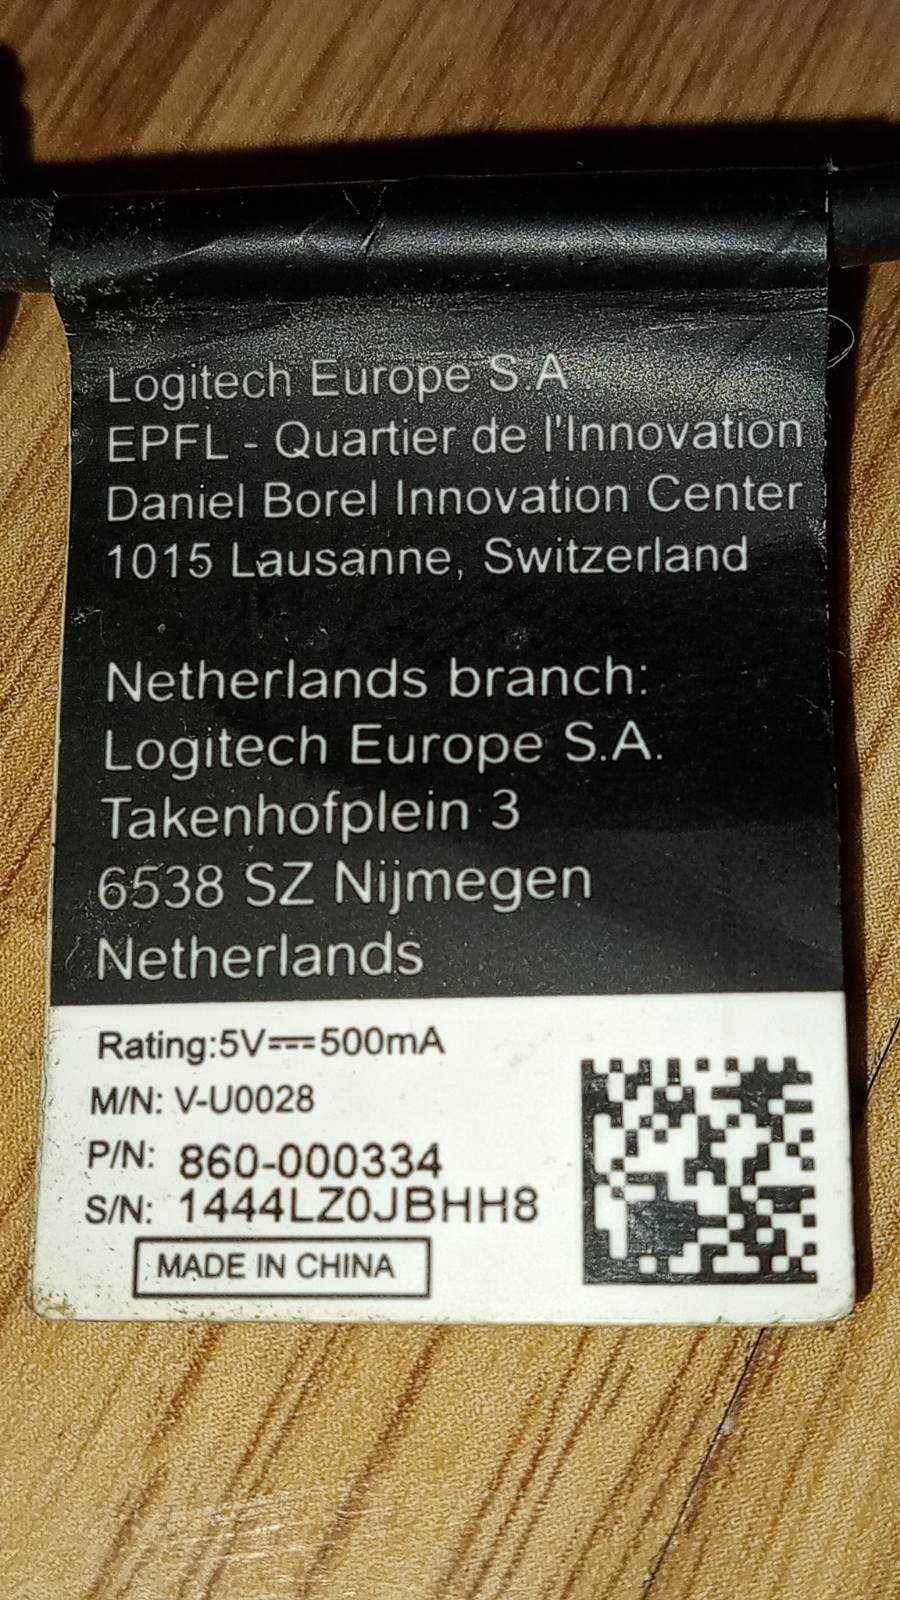 Logitech Europe S.A
EPFL - Quartier de l'Innovation
Daniel Borel Innovation Center
1015 Lausanne, Switzerland
Netherlands branch:
Logitech Europe S.A.
Takenhofplein 3
6538 SZ Nijmegen
Netherlands
Rating:5V⎓500mA
M/N: V-U0028
P/N: 860-000334
S/N: 1444LZ0JBHH8
MADE IN CHINA